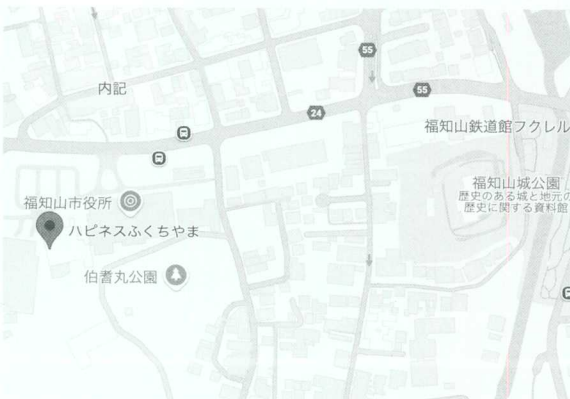 55
内記
55
24
福知山鉄道館フクレル
福知山城公園
歴史のある城と地元の
歴史に関する資料館
福知山市役所
ハピネスふくちやま
伯耆丸公園